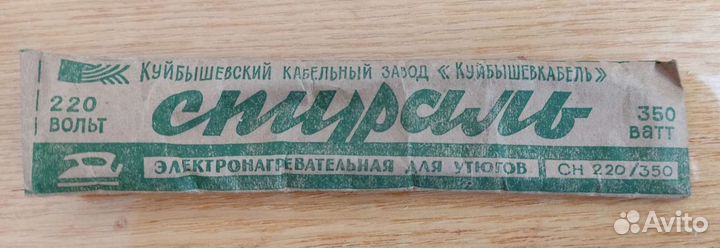 Куйбышевский кабельный завод «Куйбышевкабель»
220 вольт
спираль
350 ватт
электронагревательная для утюгов
СН 220/350
Avito